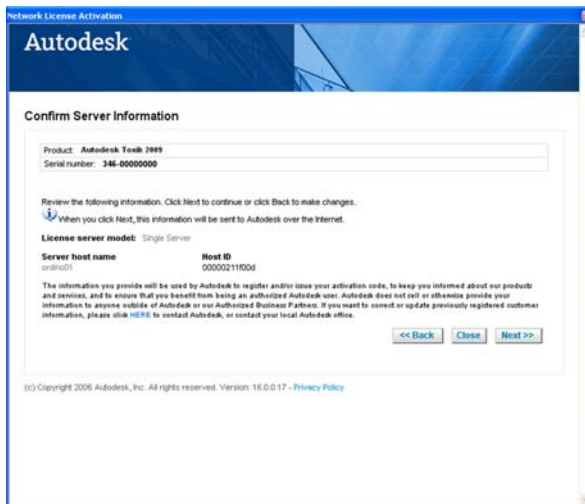 Network License Activation
Autodesk
Confirm Server Information
Product: Autodesk Toxik 2009
Serial number: 346-00000000
Review the following information. Click Next to continue or click Back to make changes.
When you click Next, this information will be sent to Autodesk over the Internet.
License server model: Single Server
Server host name Host ID
ordino01 00000211f00d
The information you provide will be used by Autodesk to register and/or issue your activation code, to keep you informed about our products
and services, and to ensure that you benefit from being an authorized Autodesk user. Autodesk does not sell or otherwise provide your
information to anyone outside of Autodesk or our Authorized Business Partners. If you want to correct or update previously registered customer
information, please click HERE to contact Autodesk, or contact your local Autodesk office.
<< Back Close Next >>
(c) Copyright 2006 Autodesk, Inc. All rights reserved. Version: 16.0.0.17 - Privacy Policy